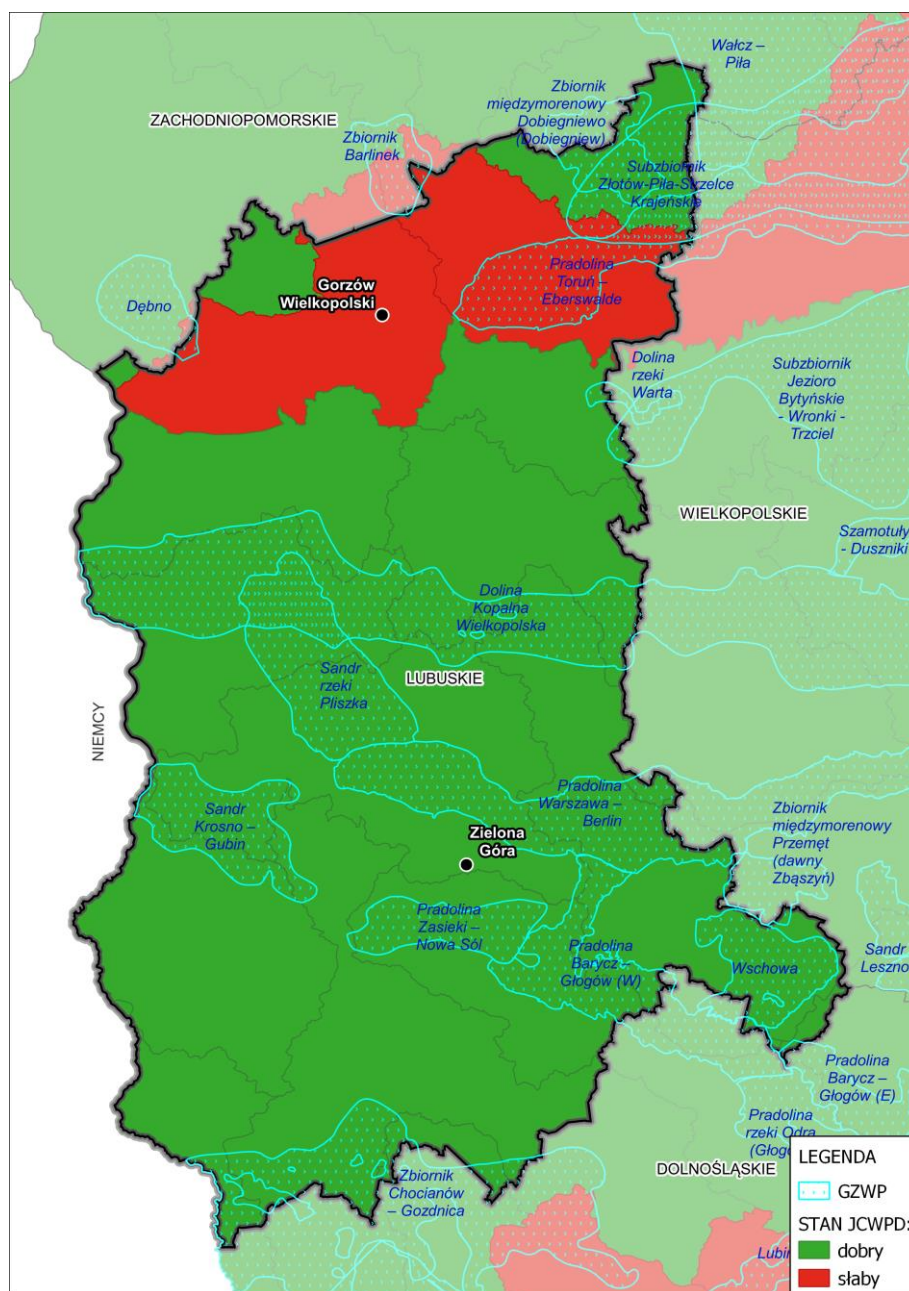 Wałcz –
Piła
Zbiornik
międzymorenowy
Dobiegniewo
(Dobiegniew)
ZACHODNIOPOMORSKIE
Zbiornik
Barlinek
Subzbiornik
Złotów-Piła-Strzelce
Krajeńskie
Pradolina
Toruń –
Eberswalde
Gorzów
Wielkopolski
Dębno
Dolina
rzeki
Warta
Subzbiornik
Jezioro
Bytyńskie
- Wronki -
Trzciel
WIELKOPOLSKIE
Szamotuły
- Duszniki
Dolina
Kopalna
Wielkopolska
Sandr
rzeki
Pliszka
LUBUSKIE
NIEMCY
Pradolina
Warszawa –
Berlin
Sandr
Krosno –
Gubin
Zielona
Góra
Zbiornik
międzymorenowy
Przemęt
(dawny
Zbąszyń)
Pradolina
Zasieki –
Nowa Sól
Pradolina
Barycz –
Głogów (W)
Wschowa
Sandr
Leszno
Pradolina
Barycz –
Głogów (E)
Pradolina
rzeki Odra
Zbiornik
Chocianów
– Gozdnica
DOLNOŚLĄSKIE
LEGENDA
GZWP
STAN JCWPD:
dobry
słaby